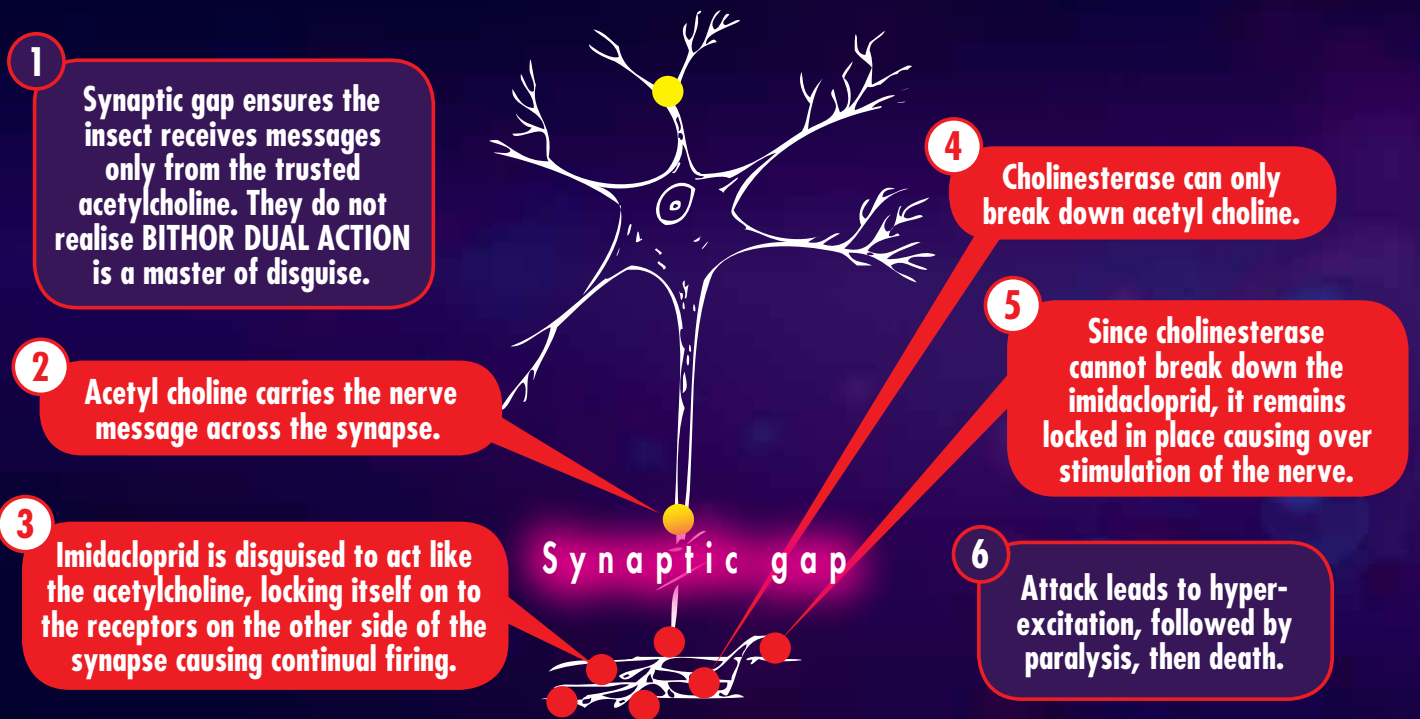 1
Synaptic gap ensures the
insect receives messages
only from the trusted
acetylcholine. They do not
realise BITHOR DUAL ACTION
is a master of disguise.
2
Acetyl choline carries the nerve
message across the synapse.
3
Imidacloprid is disguised to act like
the acetylcholine, locking itself on to
the receptors on the other side of the
synapse causing continual firing.
Synaptic gap
4
Cholinesterase can only
break down acetyl choline.
5
Since cholinesterase
cannot break down the
imidacloprid, it remains
locked in place causing over
stimulation of the nerve.
6
Attack leads to hyper-
excitation, followed by
paralysis, then death.